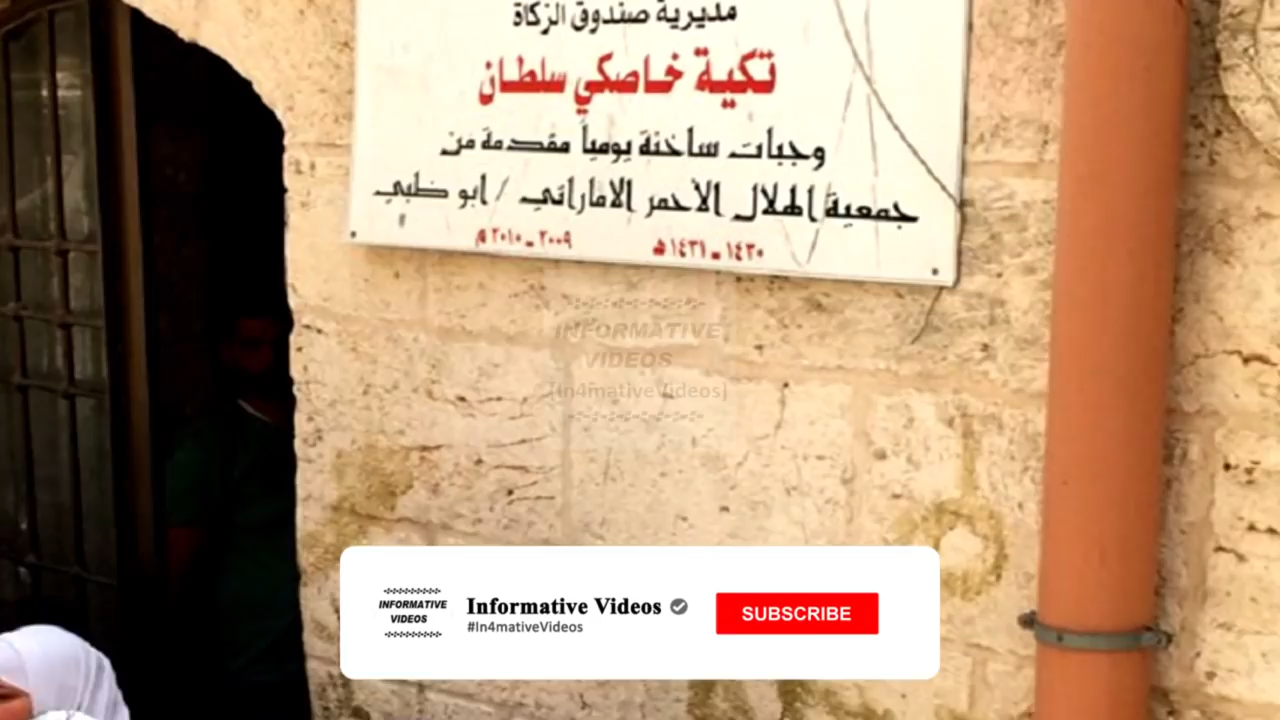 مديرية صندوق الزكاة
تكية خاصكي سلطان
وجبات ساخنة يومياً مقدمة من
جمعية الهلال الأحمر الاماراتي / ابو ظبي
١٤٣٠ - ١٤٣١ هـ ٢٠٠٩ - ٢٠١٠ م
INFORMATIVE
VIDEOS
[In4mativeVideos]
INFORMATIVE
VIDEOS
Informative Videos
#In4mativeVideos
SUBSCRIBE